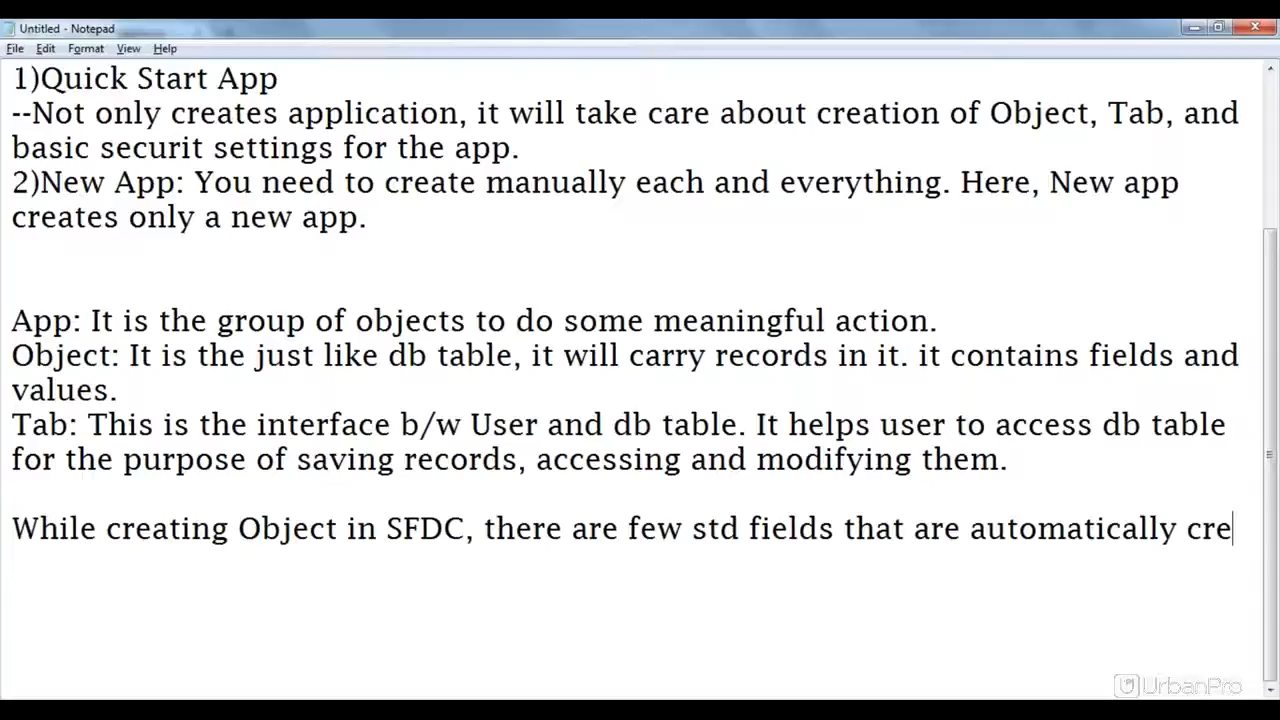 Untitled - Notepad
File Edit Format View Help
1)Quick Start App
--Not only creates application, it will take care about creation of Object, Tab, and
basic securit settings for the app.
2)New App: You need to create manually each and everything. Here, New app
creates only a new app.
App: It is the group of objects to do some meaningful action.
Object: It is the just like db table, it will carry records in it. it contains fields and
values.
Tab: This is the interface b/w User and db table. It helps user to access db table
for the purpose of saving records, accessing and modifying them.
While creating Object in SFDC, there are few std fields that are automatically cre
UrbanPro